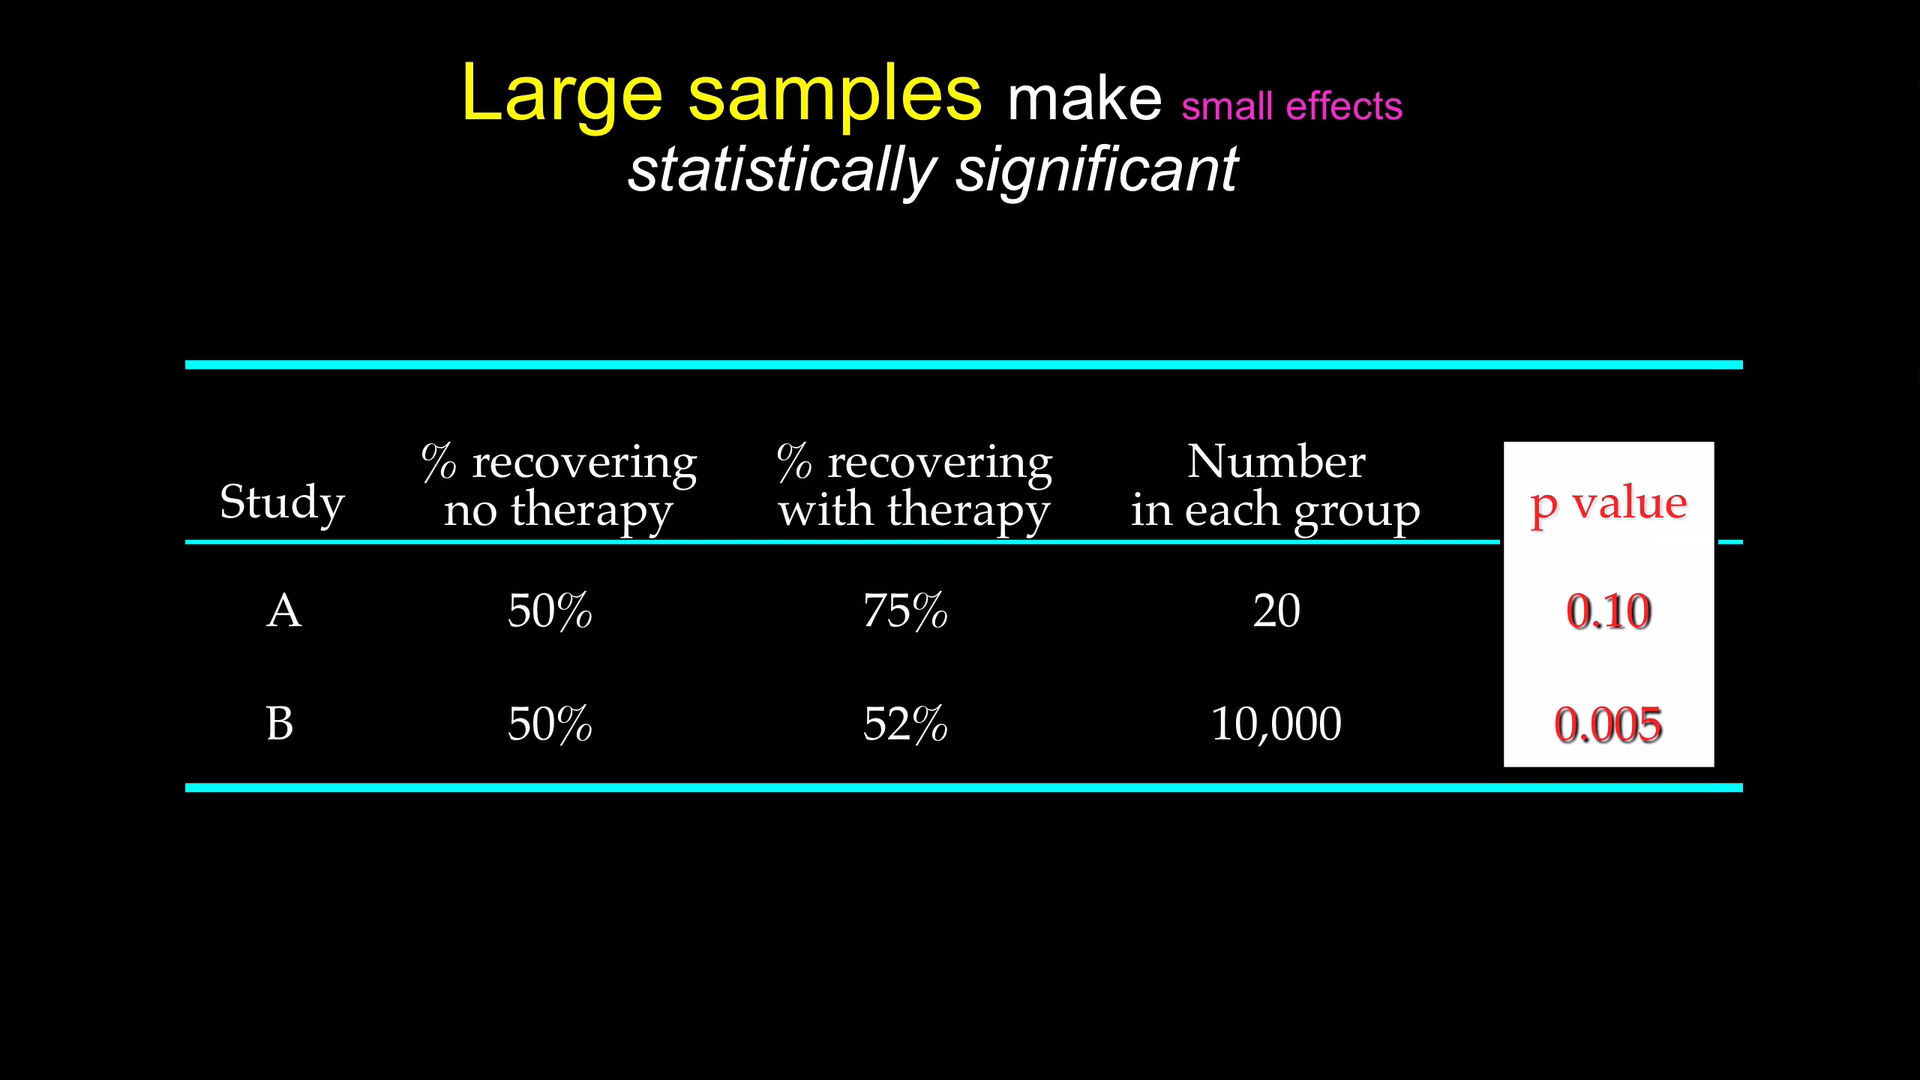 Large samples make small effects
statistically significant
Study % recovering no therapy % recovering with therapy Number in each group p value
A 50% 75% 20 0.10
B 50% 52% 10,000 0.005